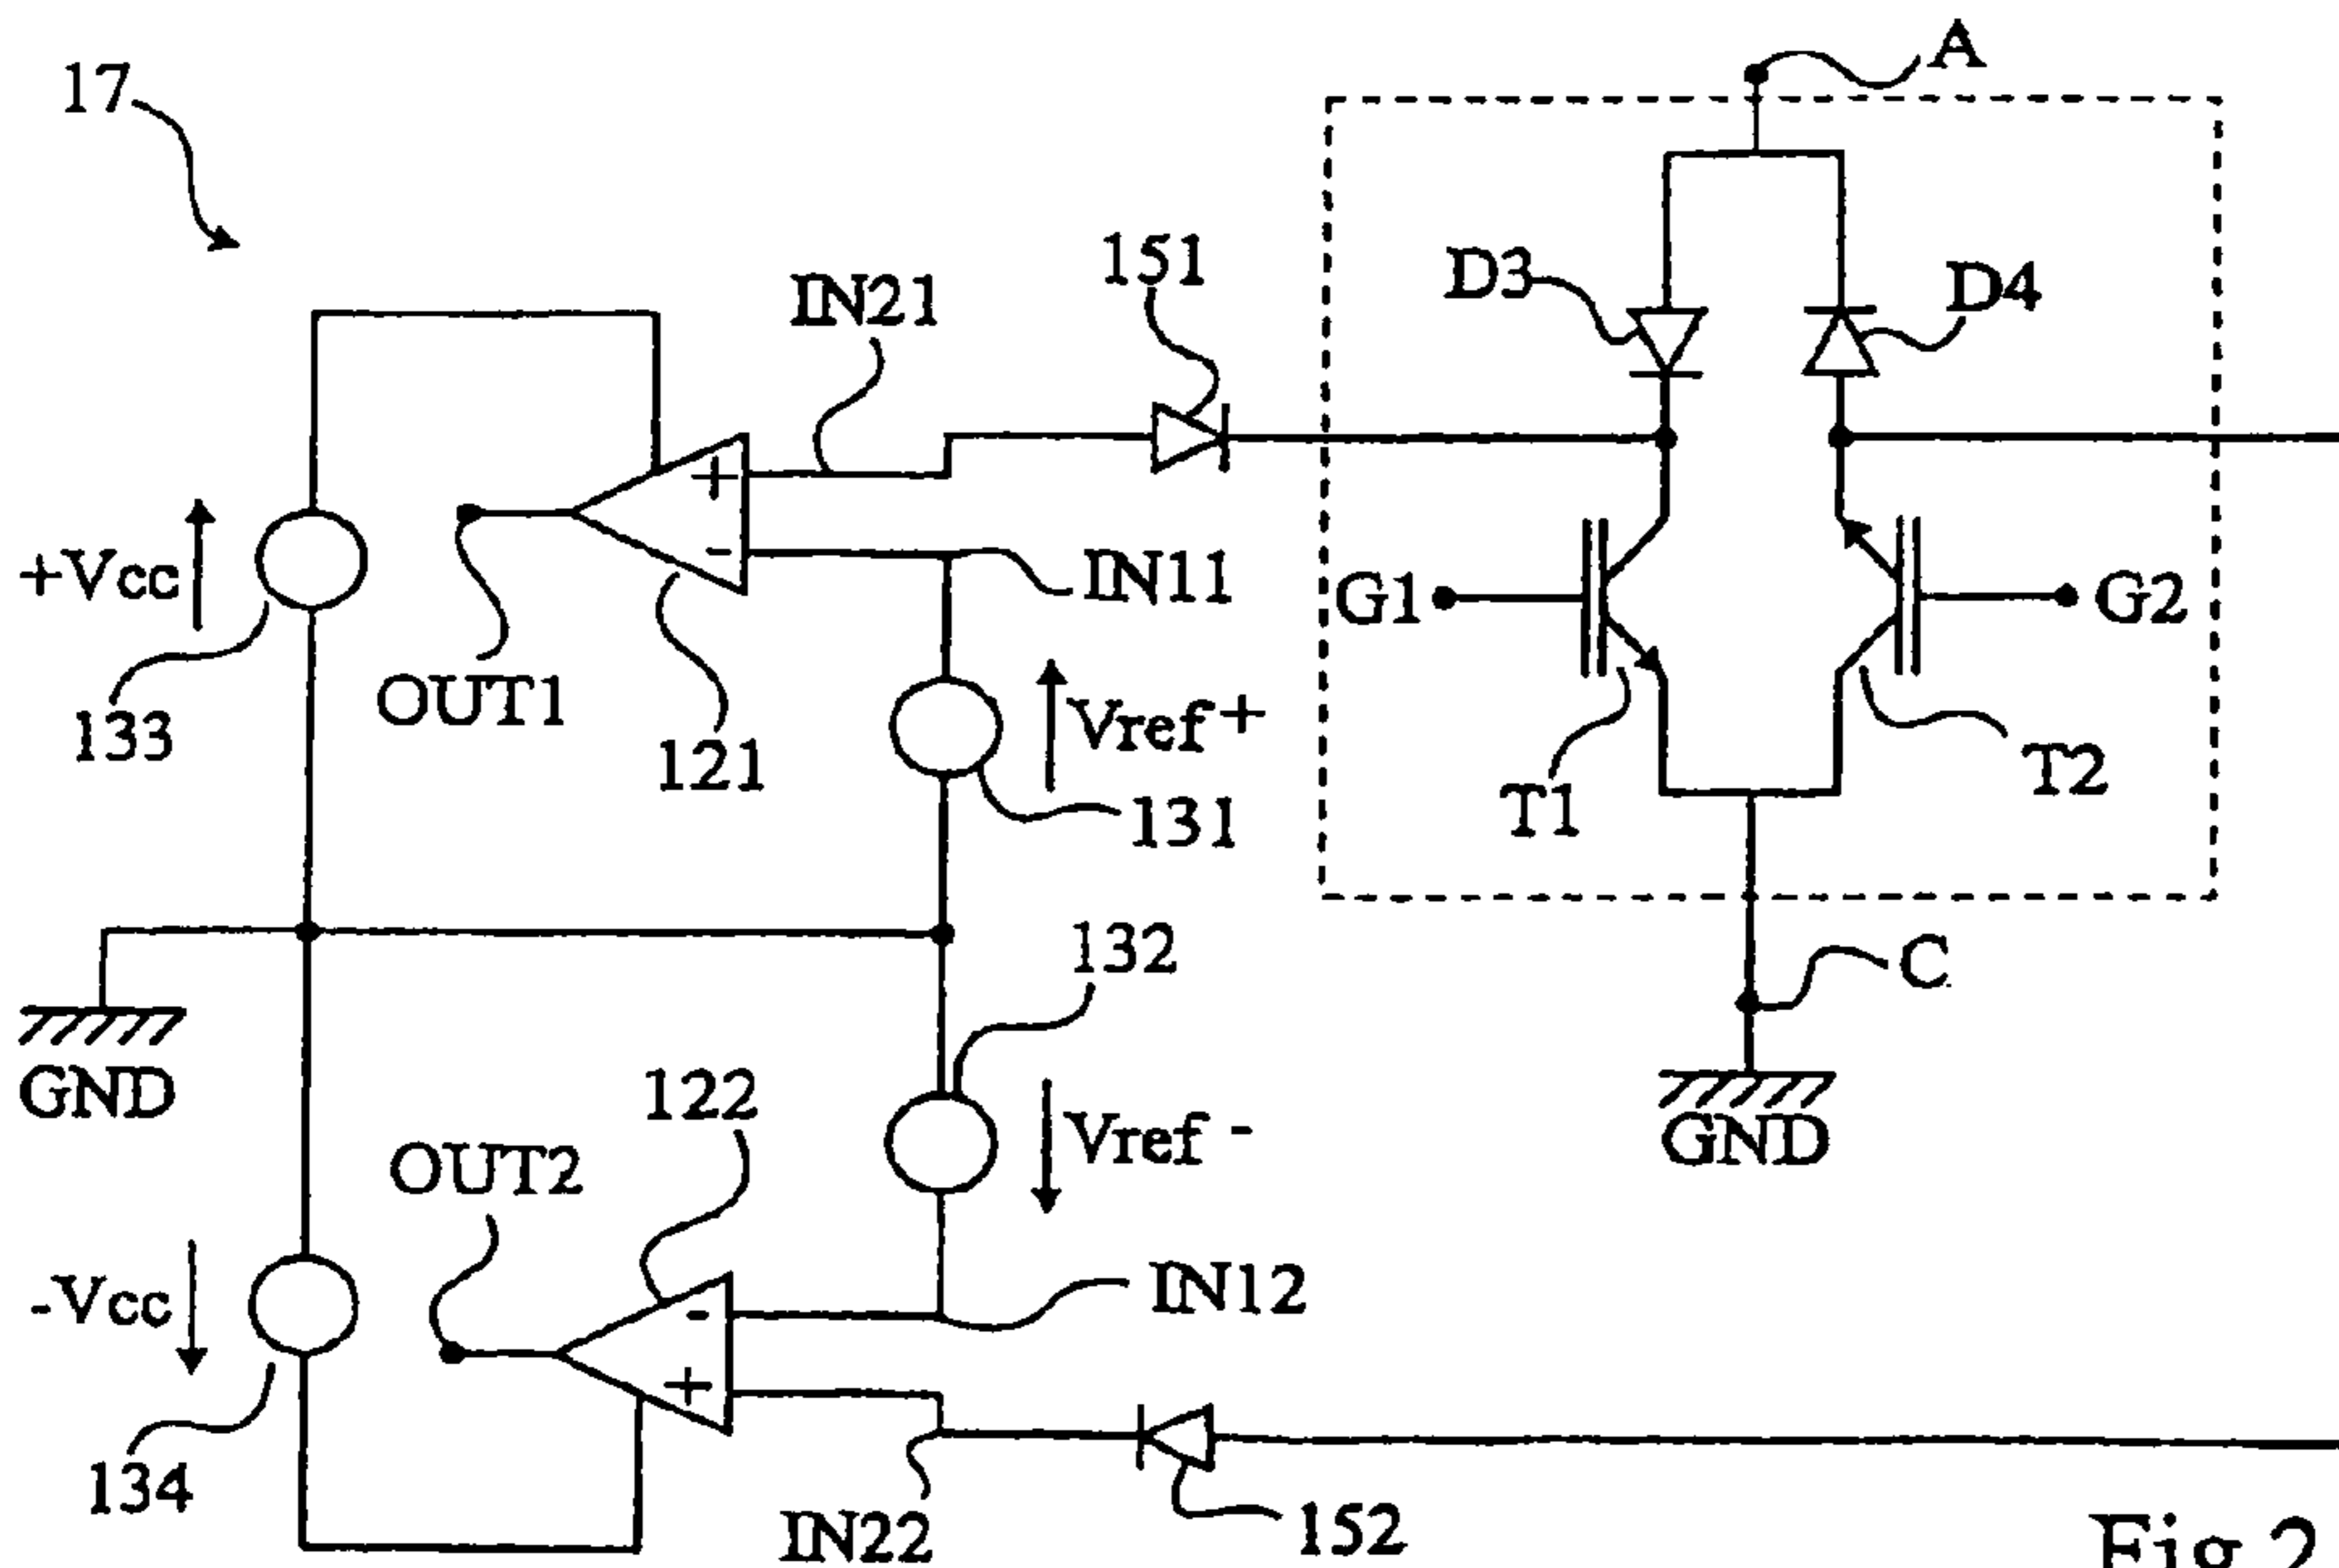 17
A
151
D3
D4
IN21
+Vcc
IN11
G1
G2
OUT1
133
121
Vref+
131
T1
T2
132
C
GND
122
Vref-
GND
OUT2
-Vcc
IN12
134
IN22
152
Fig 2
+
-
-
+